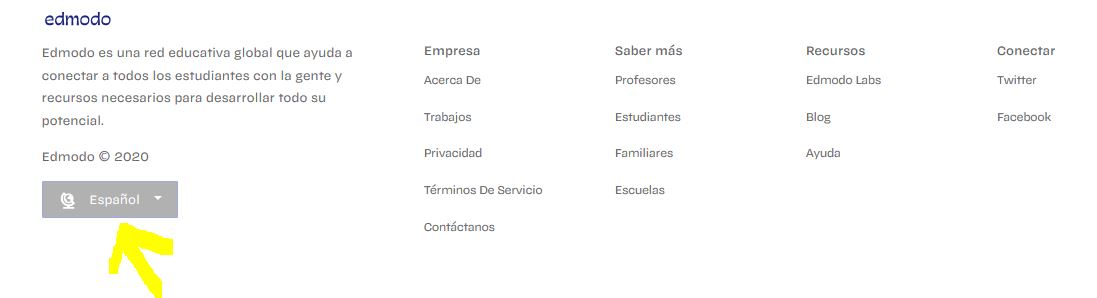 edmodo
Edmodo es una red educativa global que ayuda a
conectar a todos los estudiantes con la gente y
recursos necesarios para desarrollar todo su
potencial.
Edmodo © 2020
Español
Empresa
Acerca De
Trabajos
Privacidad
Términos De Servicio
Contáctanos
Saber más
Profesores
Estudiantes
Familiares
Escuelas
Recursos
Edmodo Labs
Blog
Ayuda
Conectar
Twitter
Facebook